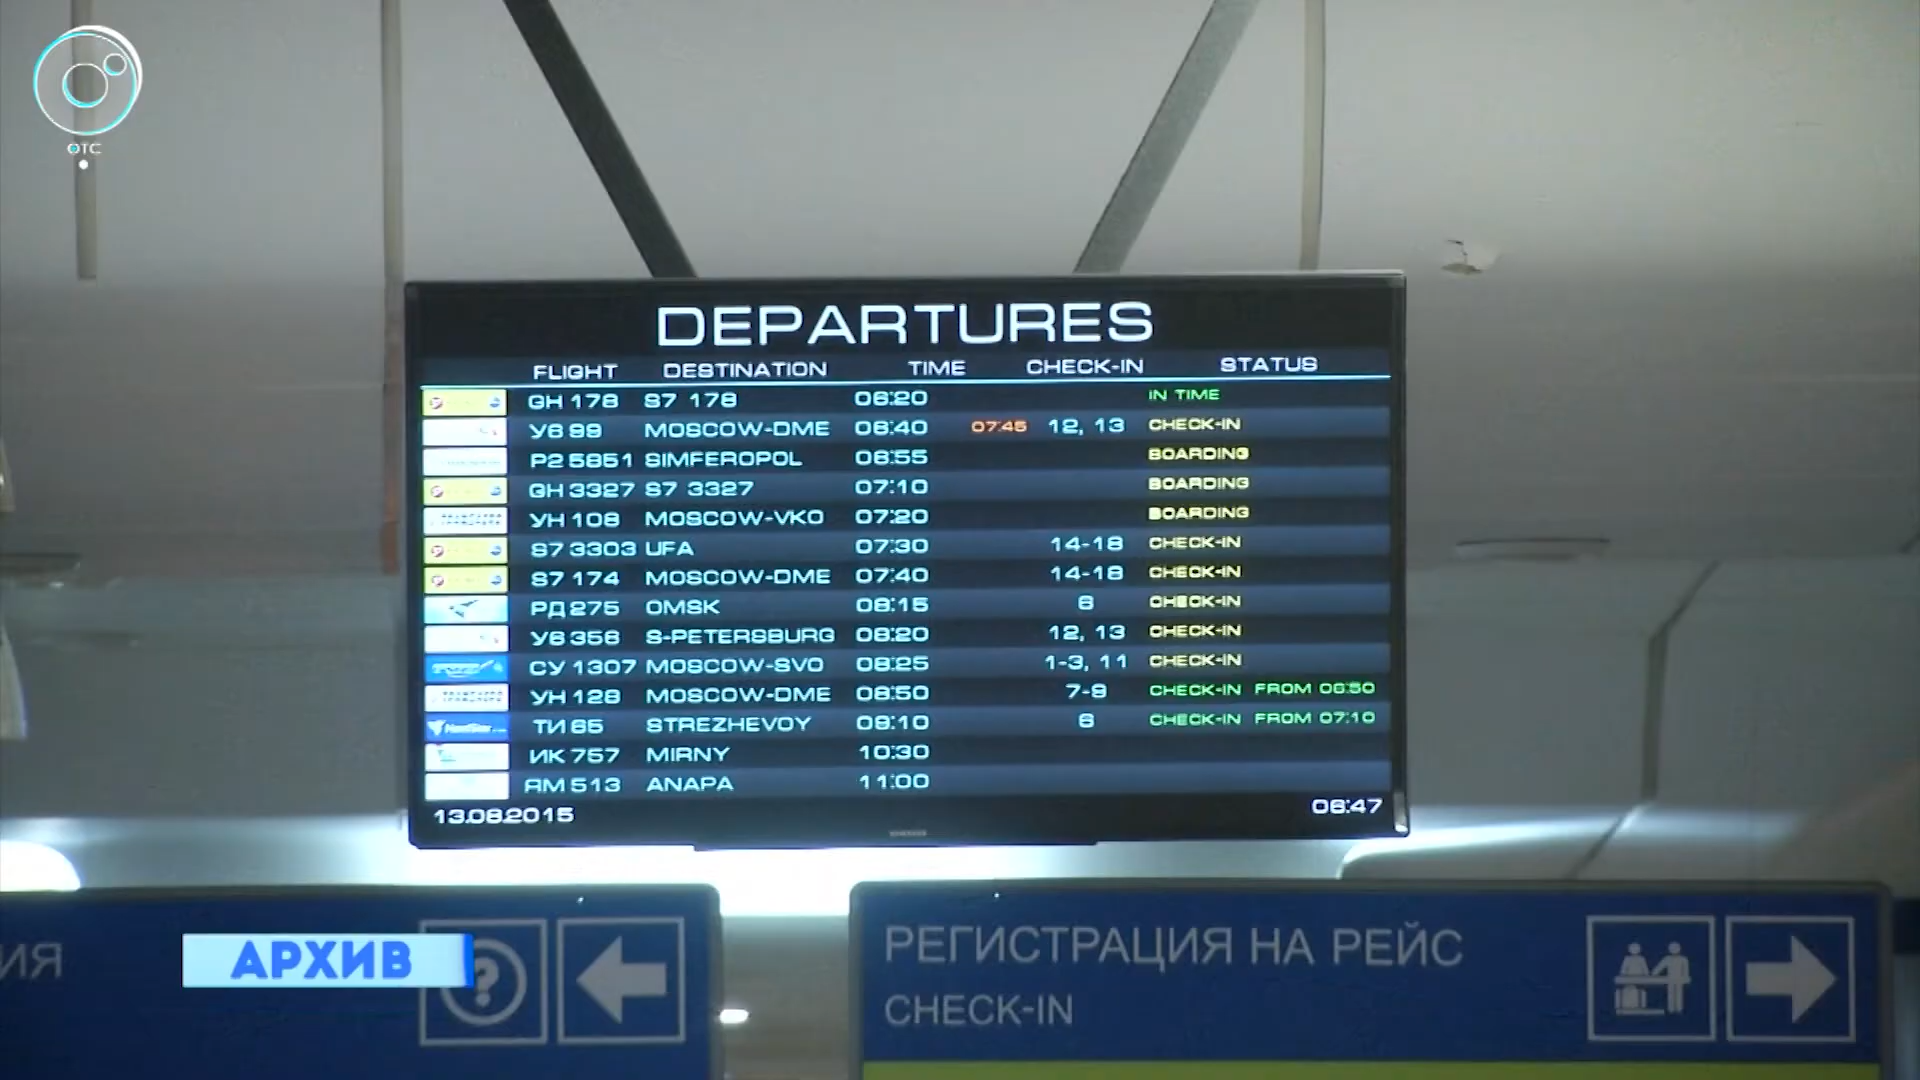 ОТС
DEPARTURES
FLIGHT DESTINATION TIME CHECK-IN STATUS
GH 178 S7 178 06:20 IN TIME
У6 99 MOSCOW-DME 06:40 07:45 12, 13 CHECK-IN
Р2 5851 SIMFEROPOL 06:55 BOARDING
GH 3327 S7 3327 07:10 BOARDING
УН 108 MOSCOW-VKO 07:20 BOARDING
S7 3303 UFA 07:30 14-18 CHECK-IN
S7 174 MOSCOW-DME 07:40 14-18 CHECK-IN
РД 275 OMSK 08:15 6 CHECK-IN
У6 356 S-PETERSBURG 08:20 12, 13 CHECK-IN
СУ 1307 MOSCOW-SVO 08:25 1-3, 11 CHECK-IN
УН 128 MOSCOW-DME 08:50 7-9 CHECK-IN FROM 06:50
NordStar ТИ 65 STREZHEVOY 09:10 6 CHECK-IN FROM 07:10
ИК 757 MIRNY 10:30
ЯМ 513 ANAPA 11:00
13.08.2015 06:47
ИЯ
АРХИВ
?
РЕГИСТРАЦИЯ НА РЕЙС
CHECK-IN